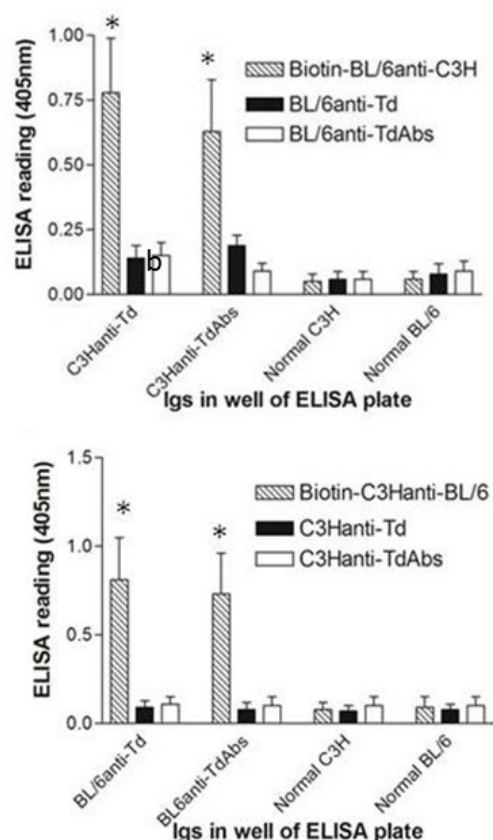 *
*
1.00
0.75
0.50
0.25
0.00
ELISA reading (405nm)
Biotin-BL/6anti-C3H
BL/6anti-Td
BL/6anti-TdAbs
b
C3Hanti-Td
C3Hanti-TdAbs
Normal C3H
Normal BL/6
Igs in well of ELISA plate
1.5
1.0
0.5
0.0
ELISA reading (405nm)
*
*
Biotin-C3Hanti-BL/6
C3Hanti-Td
C3Hanti-TdAbs
BL/6anti-Td
BL6anti-TdAbs
Normal C3H
Normal BL/6
Igs in well of ELISA plate